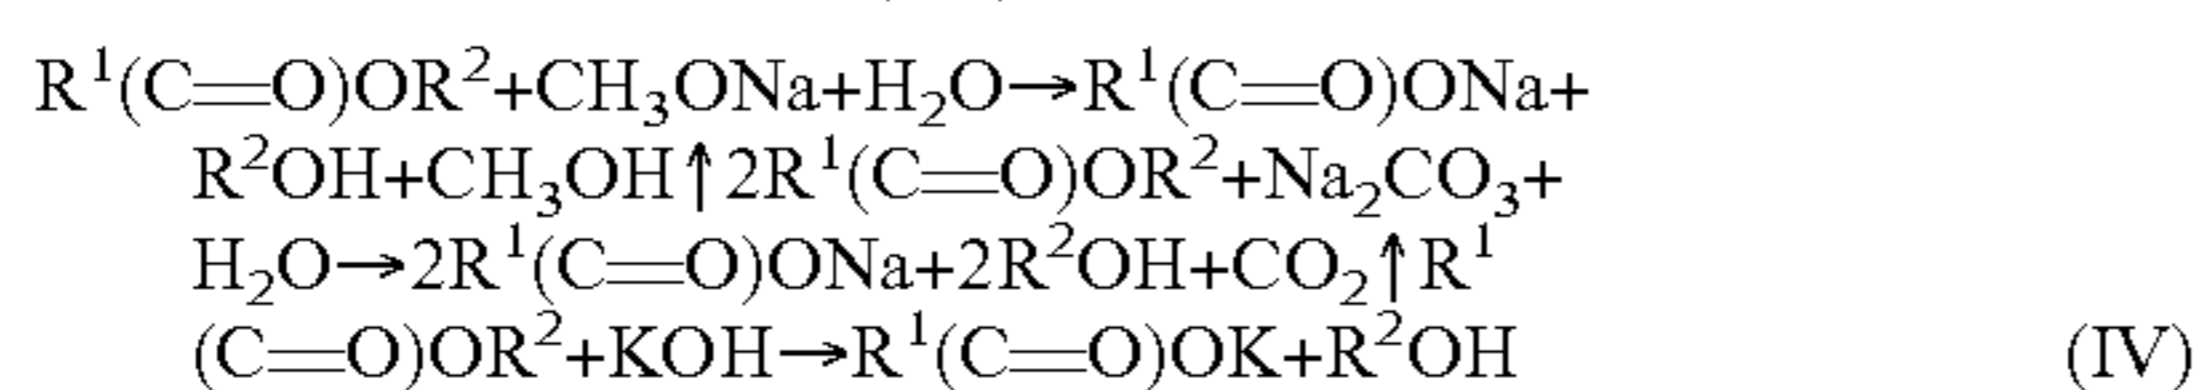 R¹(C=O)OR²+CH₃ONa+H₂O→R¹(C=O)ONa+
R²OH+CH₃OH↑2R¹(C=O)OR²+Na₂CO₃+
H₂O→2R¹(C=O)ONa+2R²OH+CO₂↑R¹
(C=O)OR²+KOH→R¹(C=O)OK+R²OH (IV)